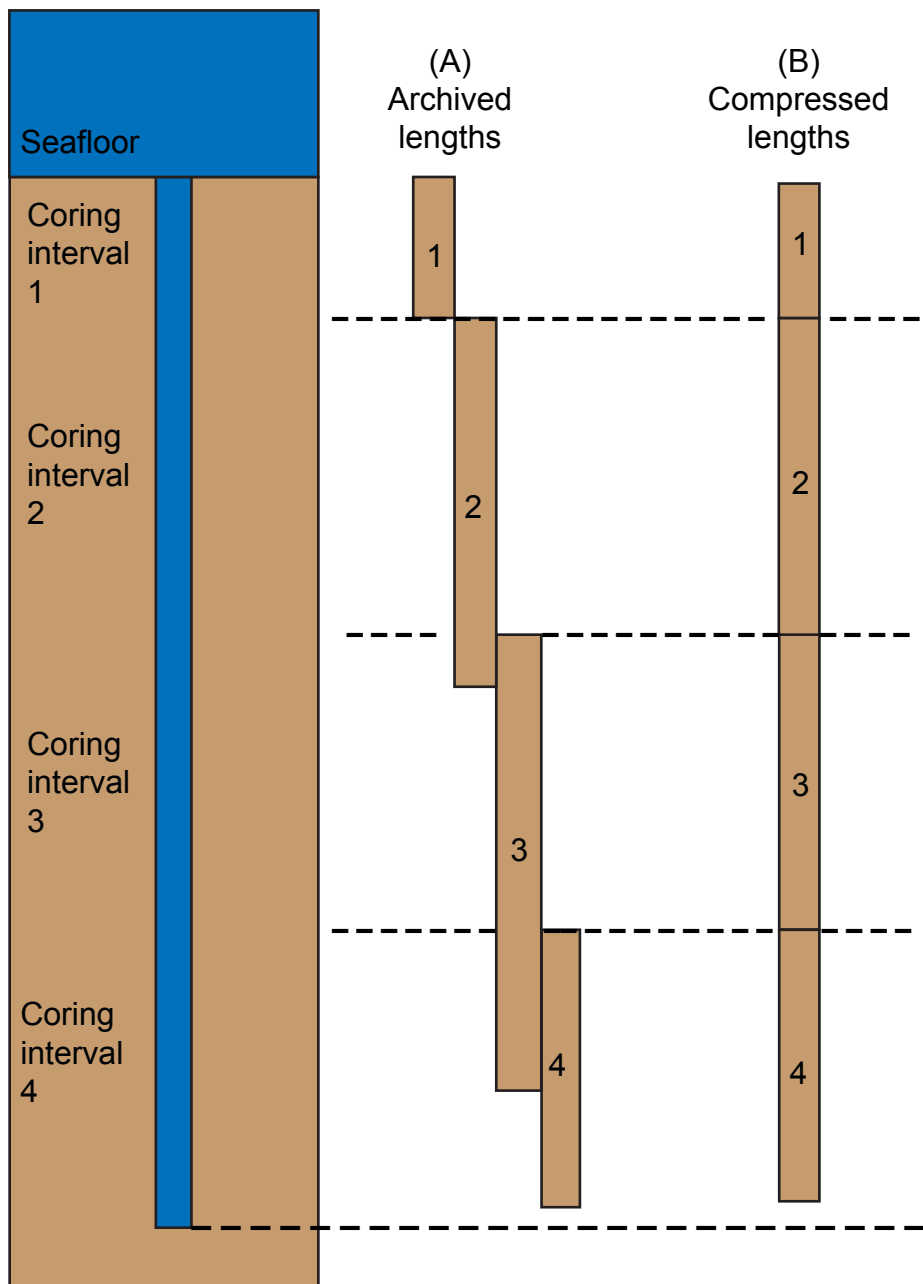 (A)
Archived
lengths
(B)
Compressed
lengths
Seafloor
Coring
interval
1
Coring
interval
2
Coring
interval
3
Coring
interval
4
1
2
3
4
1
2
3
4